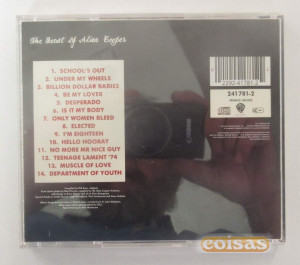 The Beast Of Alice Cooper
1. SCHOOL'S OUT
2. UNDER MY WHEELS
3. BILLION DOLLAR BABIES
4. BE MY LOVER
5. DESPERADO
6. IS IT MY BODY
7. ONLY WOMEN BLEED
8. ELECTED
9. I'M EIGHTEEN
10. HELLO HOORAY
11. NO MORE MR NICE GUY
12. TEENAGE LAMENT '74
13. MUSCLE OF LOVE
14. DEPARTMENT OF YOUTH
241781-2
coisas